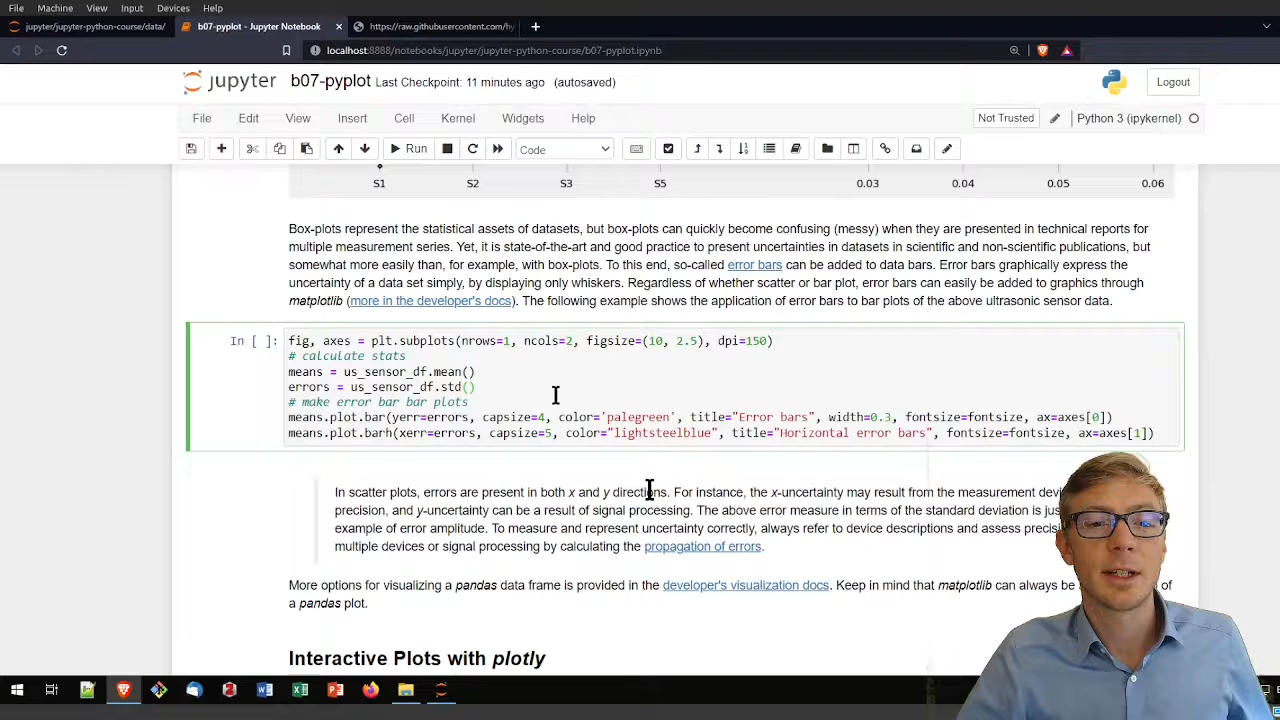 File Machine View Input Devices Help
jupyter/jupyter-python-course/data/ b07-pyplot - Jupyter Notebook https://raw.githubusercontent.com/hy
localhost:8888/notebooks/jupyter/jupyter-python-course/b07-pyplot.ipynb
jupyter b07-pyplot Last Checkpoint: 11 minutes ago (autosaved) Logout
File Edit View Insert Cell Kernel Widgets Help Not Trusted Python 3 (ipykernel)
Run Code
S1 S2 S3 S5 0.03 0.04 0.05 0.06
Box-plots represent the statistical assets of datasets, but box-plots can quickly become confusing (messy) when they are presented in technical reports for
multiple measurement series. Yet, it is state-of-the-art and good practice to present uncertainties in datasets in scientific and non-scientific publications, but
somewhat more easily than, for example, with box-plots. To this end, so-called error bars can be added to data bars. Error bars graphically express the
uncertainty of a data set simply, by displaying only whiskers. Regardless of whether scatter or bar plot, error bars can easily be added to graphics through
matplotlib (more in the developer's docs). The following example shows the application of error bars to bar plots of the above ultrasonic sensor data.
In [ ]: fig, axes = plt.subplots(nrows=1, ncols=2, figsize=(10, 2.5), dpi=150)
# calculate stats
means = us_sensor_df.mean()
errors = us_sensor_df.std()
# make error bar bar plots
means.plot.bar(yerr=errors, capsize=4, color='palegreen', title="Error bars", width=0.3, fontsize=fontsize, ax=axes[0])
means.plot.barh(xerr=errors, capsize=5, color="lightsteelblue", title="Horizontal error bars", fontsize=fontsize, ax=axes[1])
In scatter plots, errors are present in both x and y directions. For instance, the x-uncertainty may result from the measurement devi
precision, and y-uncertainty can be a result of signal processing. The above error measure in terms of the standard deviation is jus
example of error amplitude. To measure and represent uncertainty correctly, always refer to device descriptions and assess precis
multiple devices or signal processing by calculating the propagation of errors.
More options for visualizing a pandas data frame is provided in the developer's visualization docs. Keep in mind that matplotlib can always be of
a pandas plot.
Interactive Plots with plotly